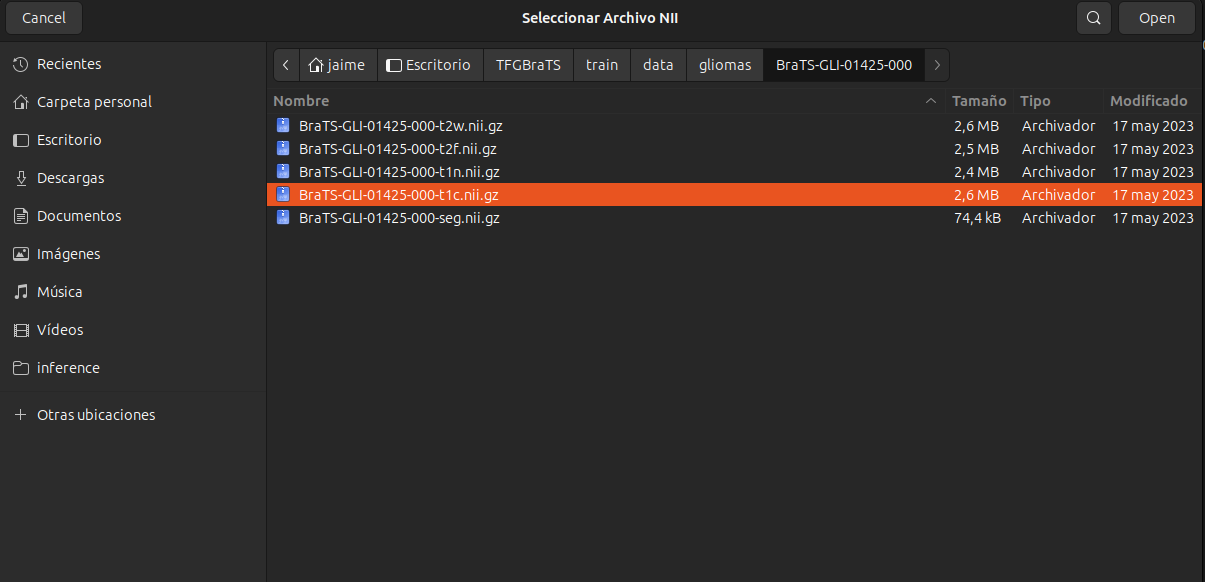 Cancel Seleccionar Archivo NII Open
jaime Escritorio TFGBraTS train data gliomas BraTS-GLI-01425-000
Recientes
Carpeta personal
Escritorio
Descargas
Documentos
Imágenes
Música
Vídeos
inference
Otras ubicaciones
Nombre Tamaño Tipo Modificado
BraTS-GLI-01425-000-t2w.nii.gz 2,6 MB Archivador 17 may 2023
BraTS-GLI-01425-000-t2f.nii.gz 2,5 MB Archivador 17 may 2023
BraTS-GLI-01425-000-t1n.nii.gz 2,4 MB Archivador 17 may 2023
BraTS-GLI-01425-000-t1c.nii.gz 2,6 MB Archivador 17 may 2023
BraTS-GLI-01425-000-seg.nii.gz 74,4 kB Archivador 17 may 2023